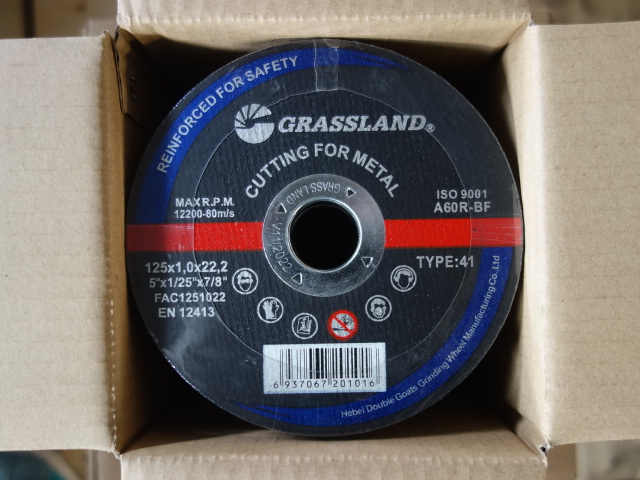 REINFORCED FOR SAFETY
GRASSLAND®
CUTTING FOR METAL
MAX R.P.M.
12200-80m/s
ISO 9001
A60R-BF
GRASS LAND
V11/2022
125x1,0x22,2
5"x1/25"x7/8"
FAC1251022
EN 12413
TYPE:41
6 937067 201016
Hebei Double Goats Grinding Wheel Manufacturing Co.,Ltd